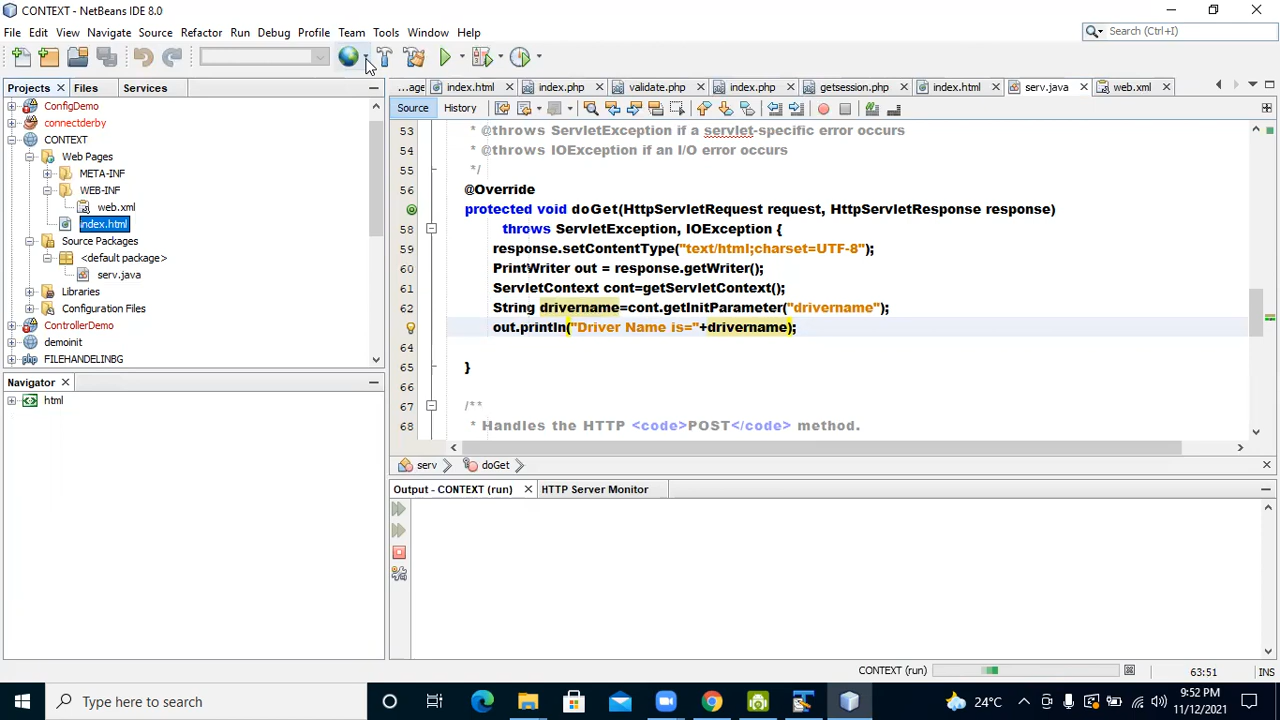 CONTEXT - NetBeans IDE 8.0
File Edit View Navigate Source Refactor Run Debug Profile Team Tools Window Help
Search (Ctrl+I)
Projects Files Services
...age index.html index.php validate.php index.php getsession.php index.html serv.java web.xml
Source History
ConfigDemo
connectderby
CONTEXT
Web Pages
META-INF
WEB-INF
web.xml
index.html
Source Packages
<default package>
serv.java
Libraries
Configuration Files
ControllerDemo
demoinit
php FILEHANDELINBG
53 * @throws ServletException if a servlet-specific error occurs
54 * @throws IOException if an I/O error occurs
55 */
56 @Override
protected void doGet(HttpServletRequest request, HttpServletResponse response)
58 throws ServletException, IOException {
59 response.setContentType("text/html;charset=UTF-8");
60 PrintWriter out = response.getWriter();
61 ServletContext cont=getServletContext();
62 String drivername=cont.getInitParameter("drivername");
out.println("Driver Name is="+drivername);
64
65 }
66
67 /**
68 * Handles the HTTP <code>POST</code> method.
serv doGet
Navigator
html
Output - CONTEXT (run) HTTP Server Monitor
CONTEXT (run) 63:51 INS
Type here to search
24°C
9:52 PM
11/12/2021